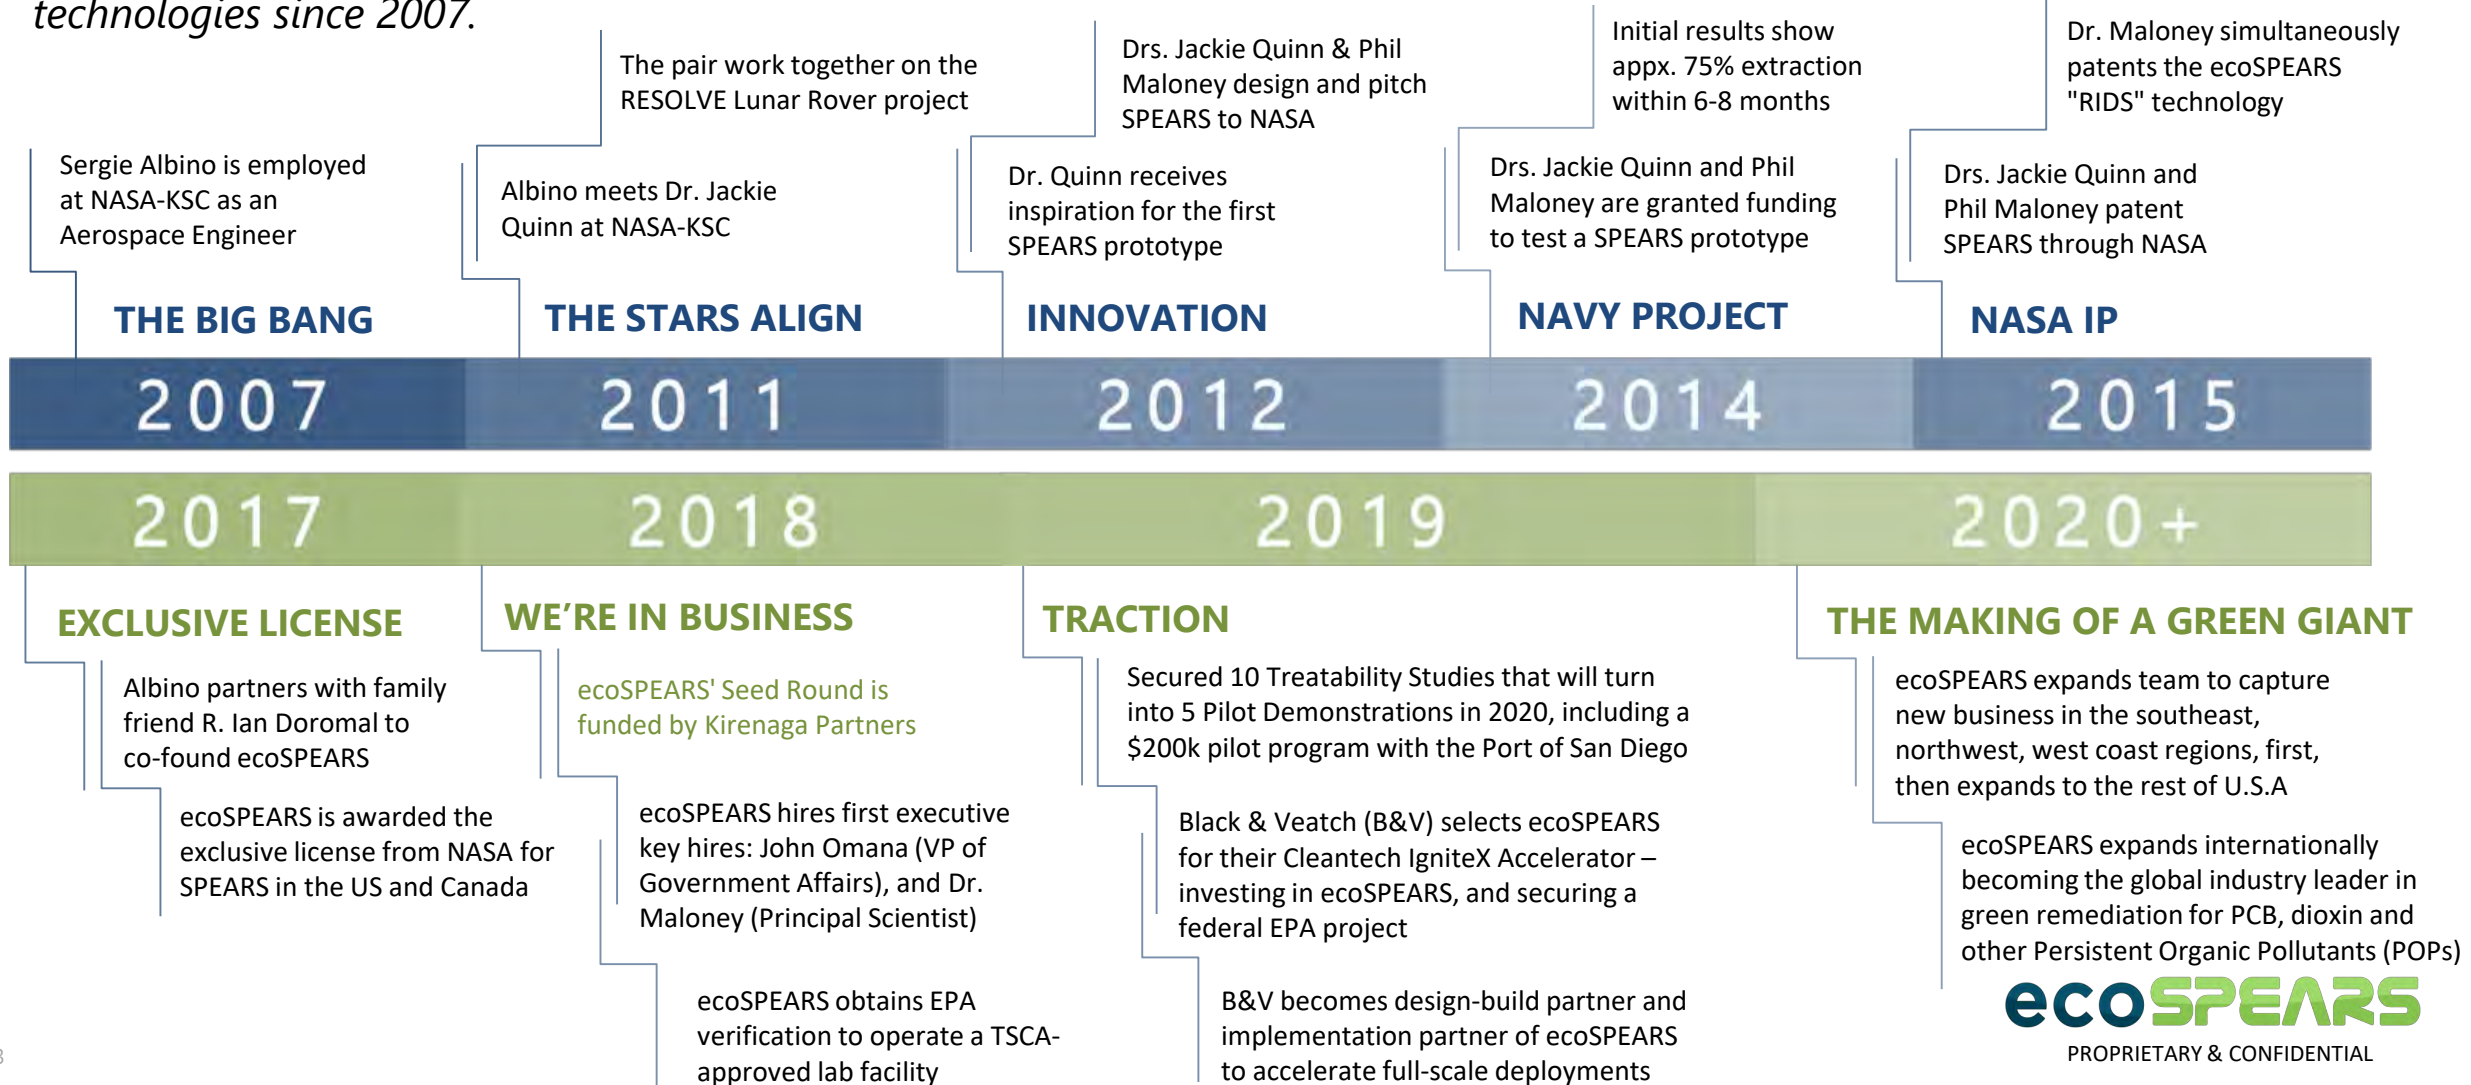 technologies since 2007.
Sergie Albino is employed
at NASA-KSC as an
Aerospace Engineer
THE BIG BANG
The pair work together on the
RESOLVE Lunar Rover project
Albino meets Dr. Jackie
Quinn at NASA-KSC
THE STARS ALIGN
Drs. Jackie Quinn & Phil
Maloney design and pitch
SPEARS to NASA
Dr. Quinn receives
inspiration for the first
SPEARS prototype
INNOVATION
Initial results show
appx. 75% extraction
within 6-8 months
Drs. Jackie Quinn and Phil
Maloney are granted funding
to test a SPEARS prototype
NAVY PROJECT
Dr. Maloney simultaneously
patents the ecoSPEARS
"RIDS" technology
Drs. Jackie Quinn and
Phil Maloney patent
SPEARS through NASA
NASA IP
2007
2011
2012
2014
2015
2017
2018
2019
2020+
EXCLUSIVE LICENSE
Albino partners with family
friend R. Ian Doromal to
co-found ecoSPEARS
ecoSPEARS is awarded the
exclusive license from NASA for
SPEARS in the US and Canada
WE’RE IN BUSINESS
ecoSPEARS' Seed Round is
funded by Kirenaga Partners
ecoSPEARS hires first executive
key hires: John Omana (VP of
Government Affairs), and Dr.
Maloney (Principal Scientist)
ecoSPEARS obtains EPA
verification to operate a TSCA-
approved lab facility
TRACTION
Secured 10 Treatability Studies that will turn
into 5 Pilot Demonstrations in 2020, including a
$200k pilot program with the Port of San Diego
Black & Veatch (B&V) selects ecoSPEARS
for their Cleantech IgniteX Accelerator –
investing in ecoSPEARS, and securing a
federal EPA project
B&V becomes design-build partner and
implementation partner of ecoSPEARS
to accelerate full-scale deployments
THE MAKING OF A GREEN GIANT
ecoSPEARS expands team to capture
new business in the southeast,
northwest, west coast regions, first,
then expands to the rest of U.S.A
ecoSPEARS expands internationally
becoming the global industry leader in
green remediation for PCB, dioxin and
other Persistent Organic Pollutants (POPs)
ecoSPEARS
PROPRIETARY & CONFIDENTIAL